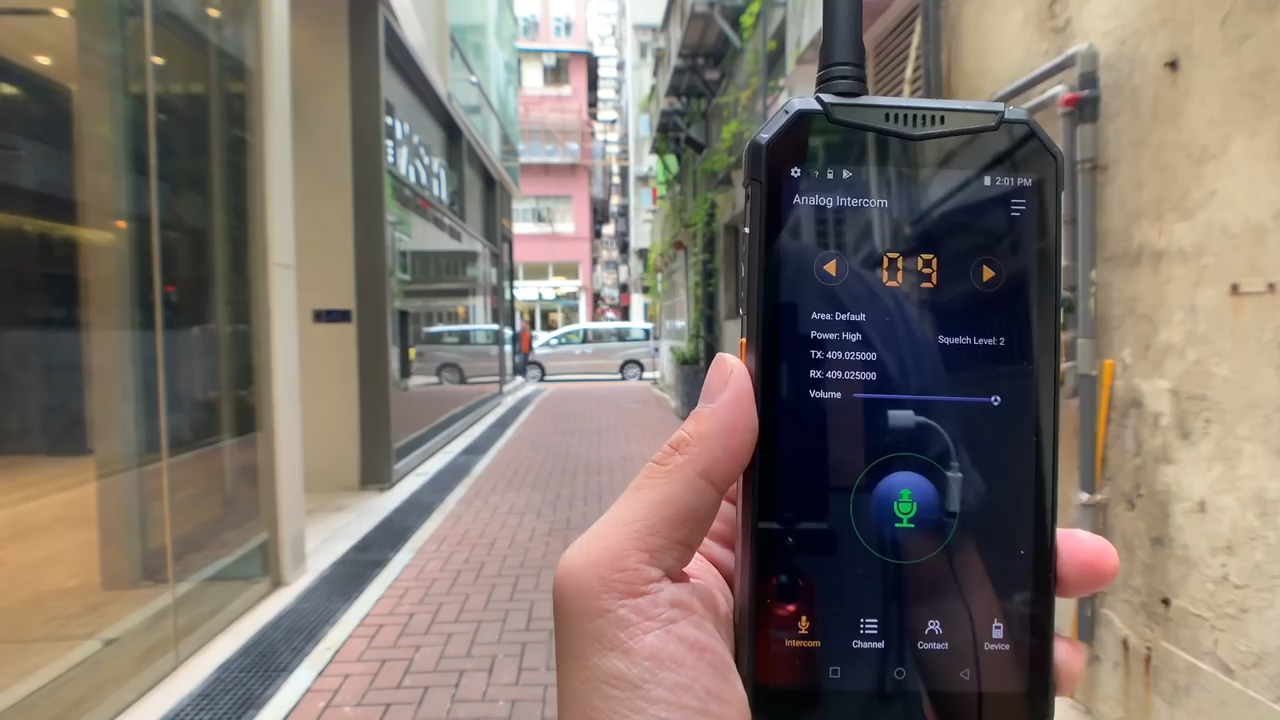 2:01 PM
Analog Intercom
09
Area: Default
Power: High
Squelch Level: 2
TX: 409.025000
RX: 409.025000
Volume
Intercom
Channel
Contact
Device